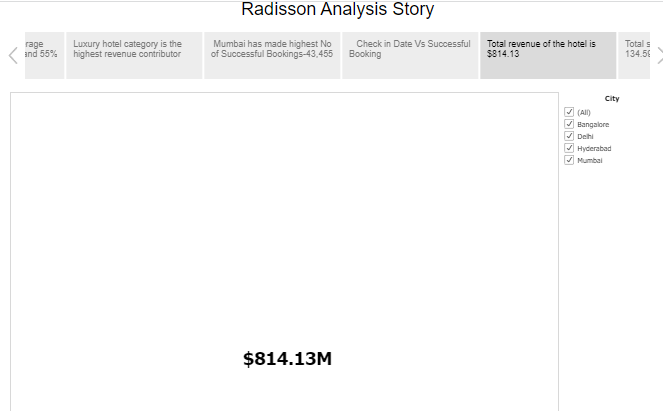 Radisson Analysis Story
Luxury hotel category is the
highest revenue contributor
Mumbai has made highest No
of Successful Bookings-43,455
Check in Date Vs Successful
Booking
Total revenue of the hotel is
$814.13
rage
and 55%
Total s
134.59
City
(All)
Bangalore
Delhi
Hyderabad
Mumbai
$814.13M